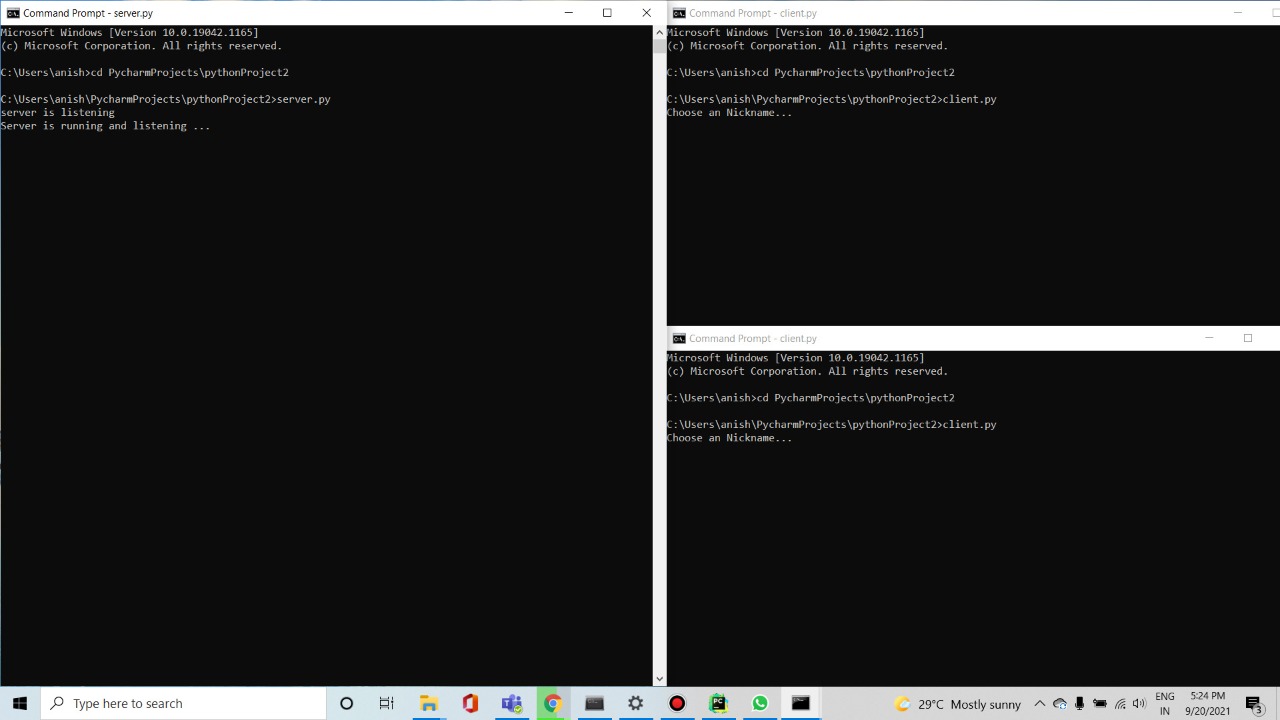 Command Prompt - server.py
Microsoft Windows [Version 10.0.19042.1165]
(c) Microsoft Corporation. All rights reserved.
C:\Users\anish>cd PycharmProjects\pythonProject2
C:\Users\anish\PycharmProjects\pythonProject2>server.py
server is listening
Server is running and listening ...
Command Prompt - client.py
Microsoft Windows [Version 10.0.19042.1165]
(c) Microsoft Corporation. All rights reserved.
C:\Users\anish>cd PycharmProjects\pythonProject2
C:\Users\anish\PycharmProjects\pythonProject2>client.py
Choose an Nickname...
Command Prompt - client.py
Microsoft Windows [Version 10.0.19042.1165]
(c) Microsoft Corporation. All rights reserved.
C:\Users\anish>cd PycharmProjects\pythonProject2
C:\Users\anish\PycharmProjects\pythonProject2>client.py
Choose an Nickname...
Type here to search
29°C Mostly sunny
ENG
IN
5:24 PM
9/20/2021
3